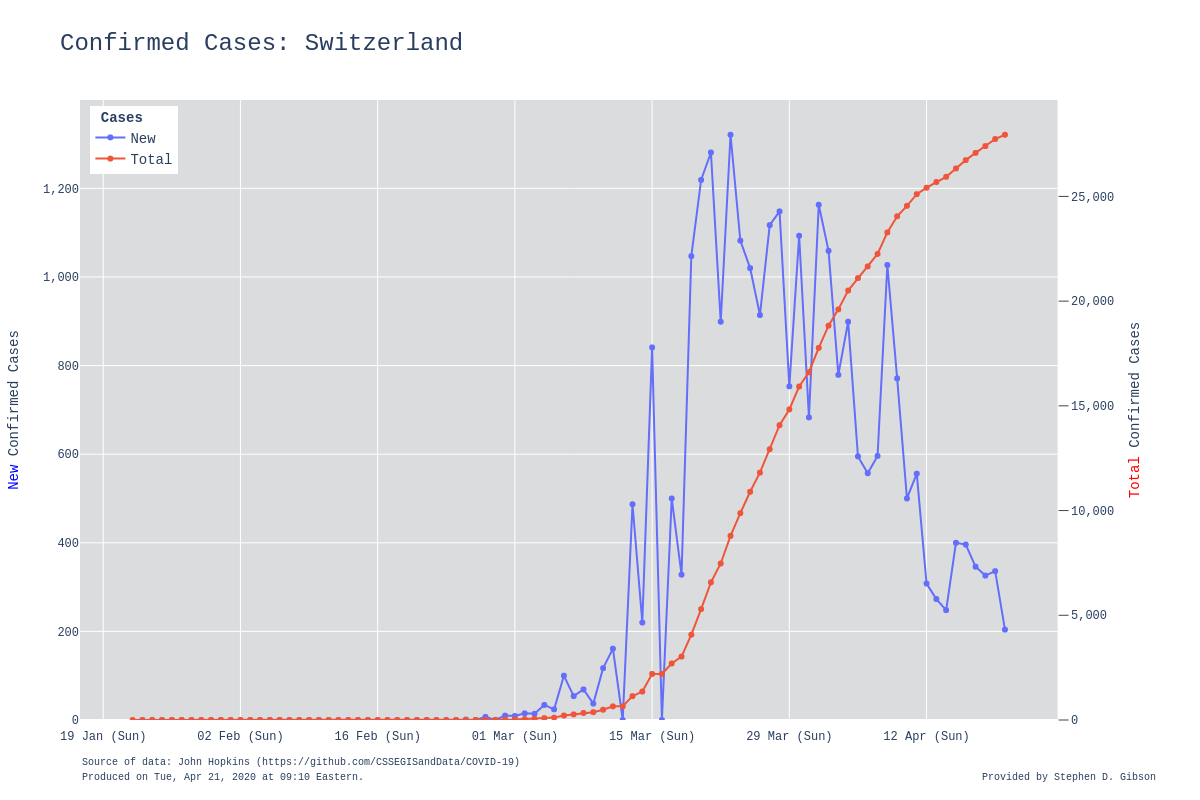 Confirmed Cases: Switzerland
Cases
New
Total
1,200
1,000
800
600
400
200
0
25,000
20,000
15,000
10,000
5,000
0
New Confirmed Cases
Total Confirmed Cases
19 Jan (Sun)
02 Feb (Sun)
16 Feb (Sun)
01 Mar (Sun)
15 Mar (Sun)
29 Mar (Sun)
12 Apr (Sun)
Source of data: John Hopkins (https://github.com/CSSEGISandData/COVID-19)
Produced on Tue, Apr 21, 2020 at 09:10 Eastern.
Provided by Stephen D. Gibson